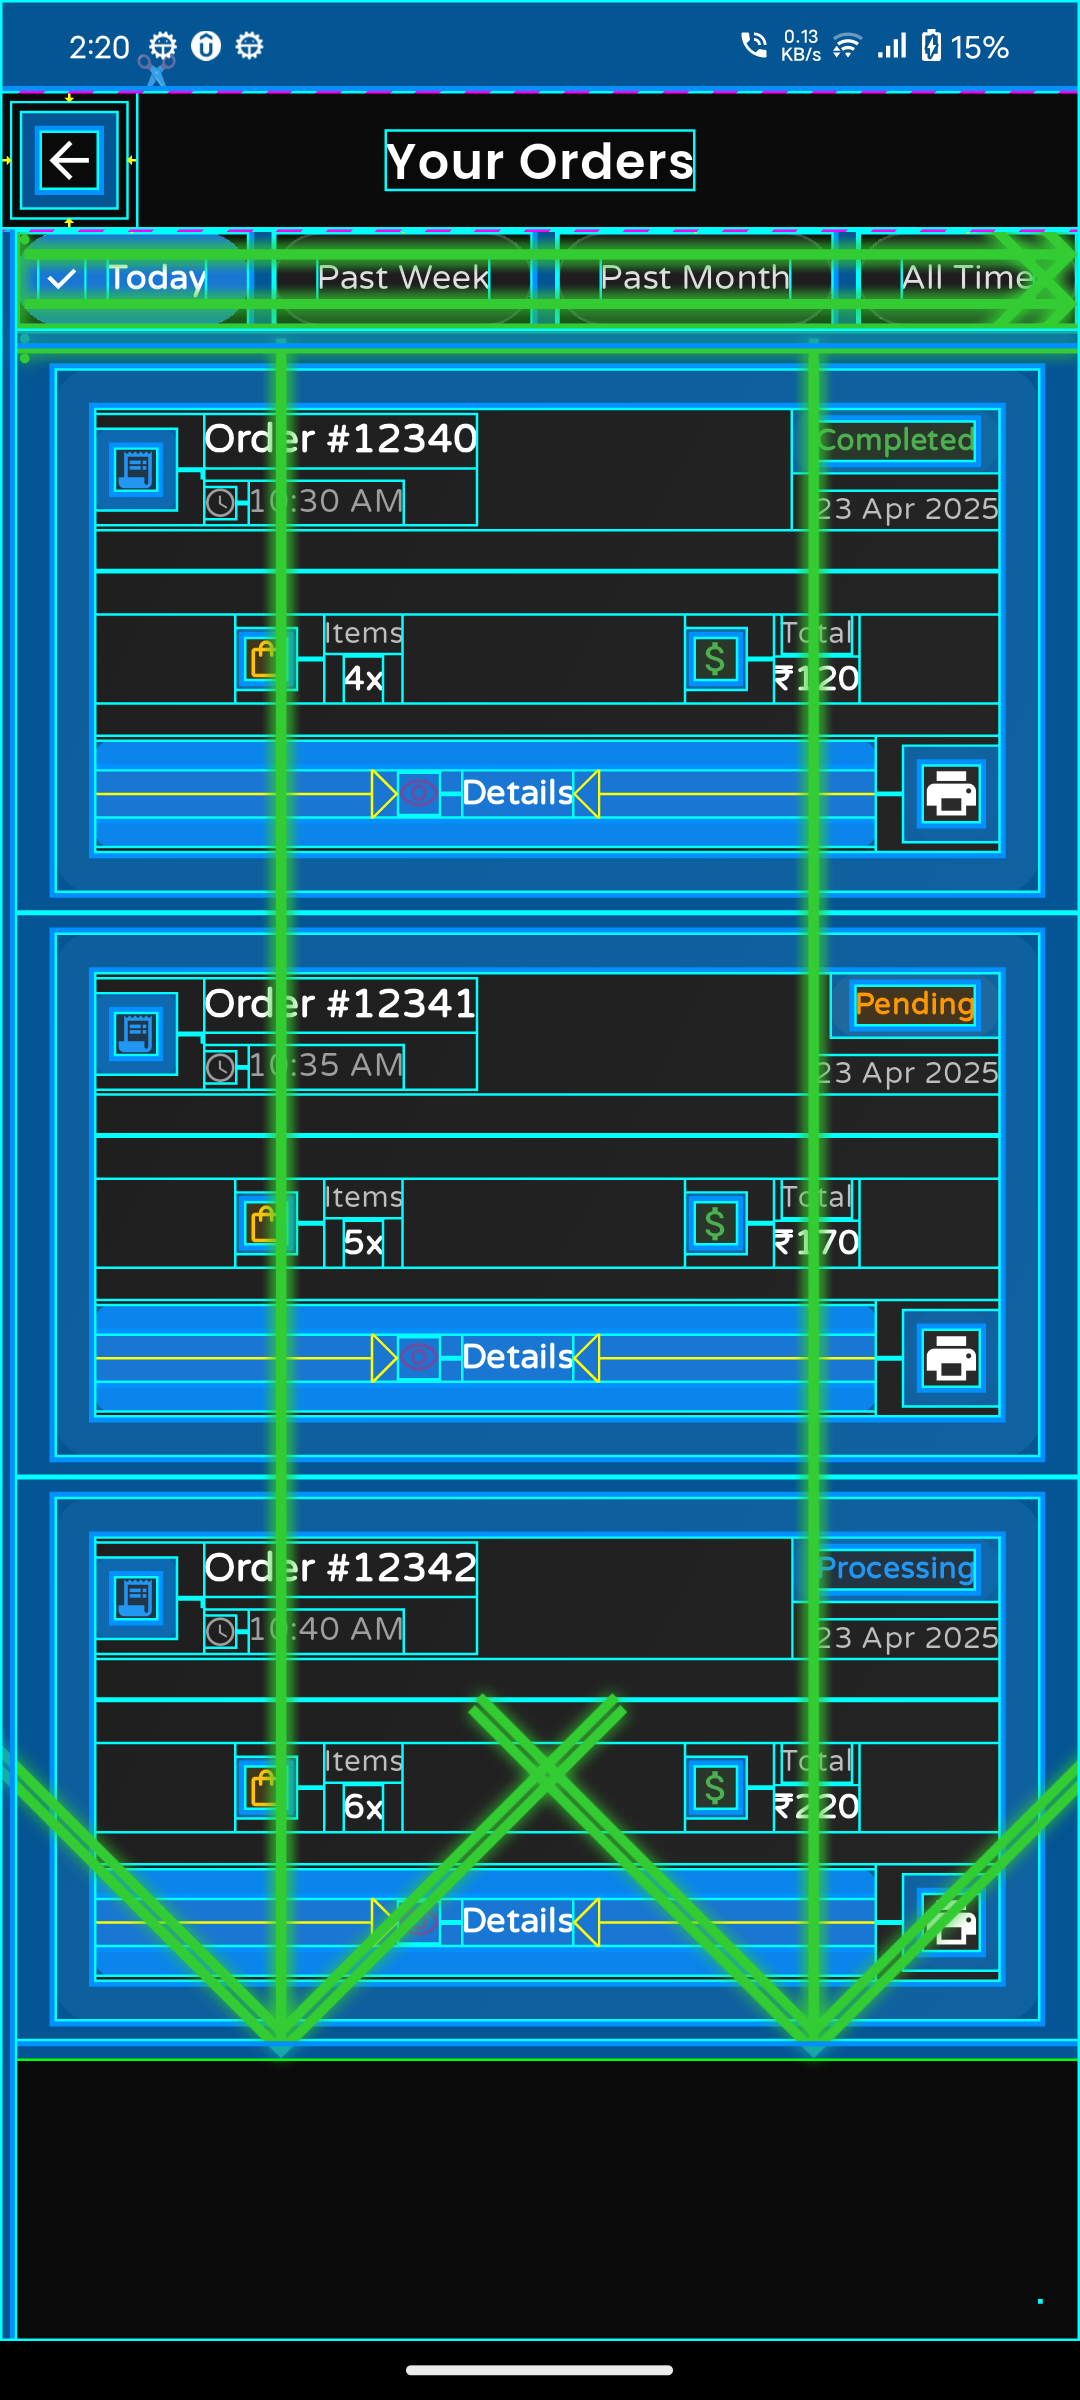 2:20
0.13
KB/s
15%
Your Orders
Today
Past Week
Past Month
All Time
Order #12340
Completed
10:30 AM
23 Apr 2025
Items
4x
Total
₹120
Details
Order #12341
Pending
10:35 AM
23 Apr 2025
Items
5x
Total
₹170
Details
Order #12342
Processing
10:40 AM
23 Apr 2025
Items
6x
Total
₹220
Details